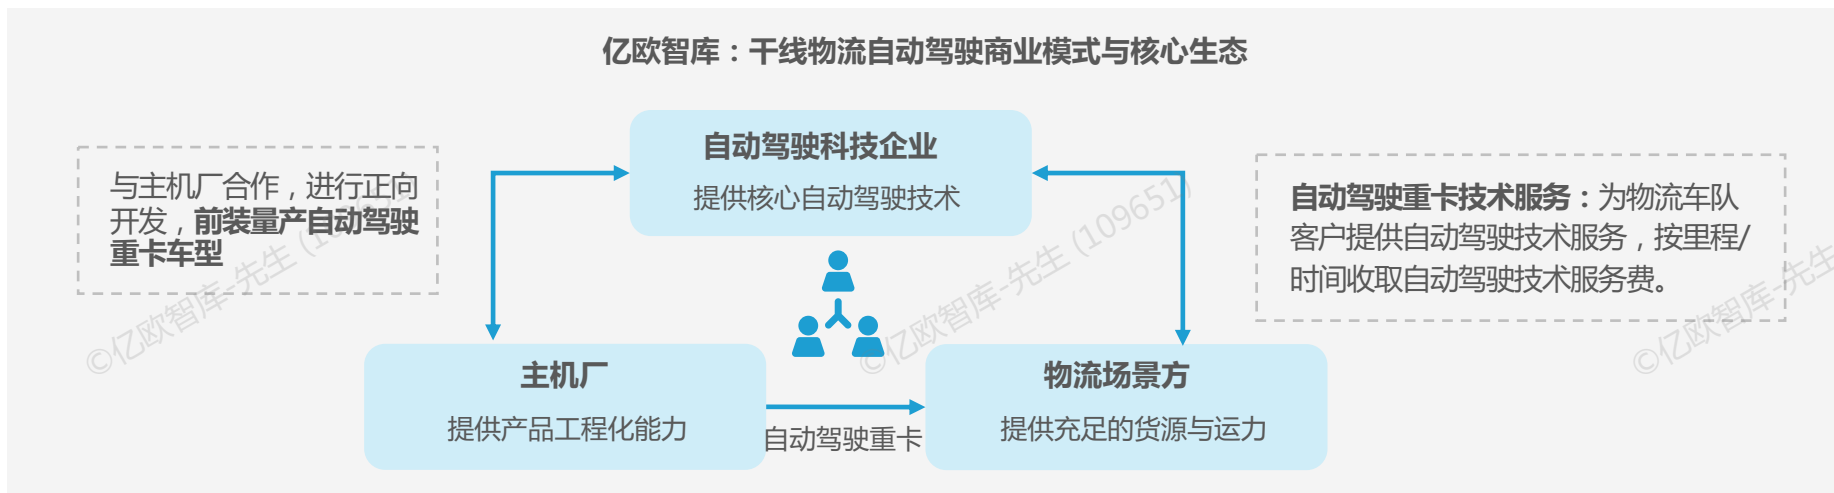 亿欧智库：干线物流自动驾驶商业模式与核心生态
自动驾驶科技企业
提供核心自动驾驶技术
与主机厂合作，进行正向
开发，前装量产自动驾驶
重卡车型
自动驾驶重卡技术服务：为物流车队
客户提供自动驾驶技术服务，按里程/
时间收取自动驾驶技术服务费。
主机厂
提供产品工程化能力
自动驾驶重卡
物流场景方
提供充足的货源与运力
©亿欧智库-先生(109651)
©亿欧智库-先生(109651)
©亿欧智库-先生